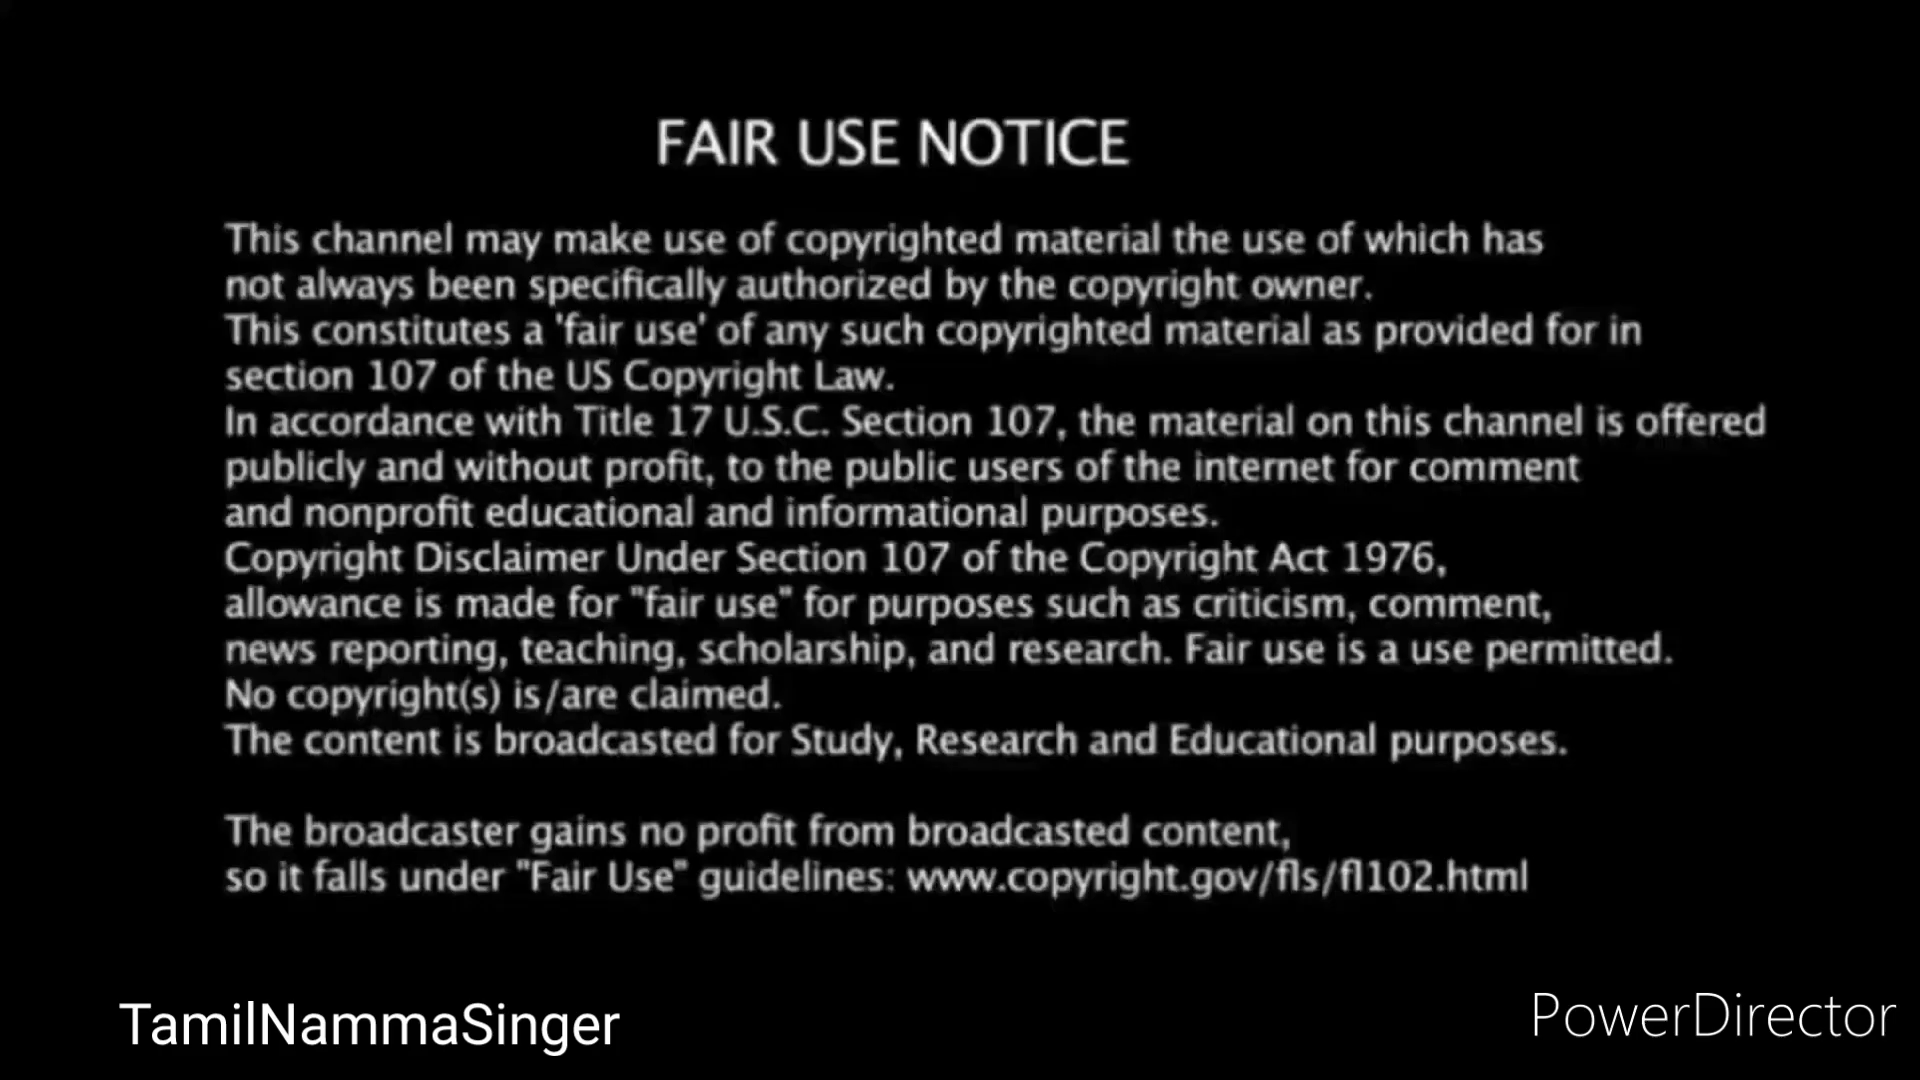 FAIR USE NOTICE
This channel may make use of copyrighted material the use of which has
not always been specifically authorized by the copyright owner.
This constitutes a 'fair use' of any such copyrighted material as provided for in
section 107 of the US Copyright Law.
In accordance with Title 17 U.S.C. Section 107, the material on this channel is offered
publicly and without profit, to the public users of the internet for comment
and nonprofit educational and informational purposes.
Copyright Disclaimer Under Section 107 of the Copyright Act 1976,
allowance is made for "fair use" for purposes such as criticism, comment,
news reporting, teaching, scholarship, and research. Fair use is a use permitted.
No copyright(s) is/are claimed.
The content is broadcasted for Study, Research and Educational purposes.
The broadcaster gains no profit from broadcasted content,
so it falls under "Fair Use" guidelines: www.copyright.gov/fls/fl102.html
TamilNammaSinger
PowerDirector